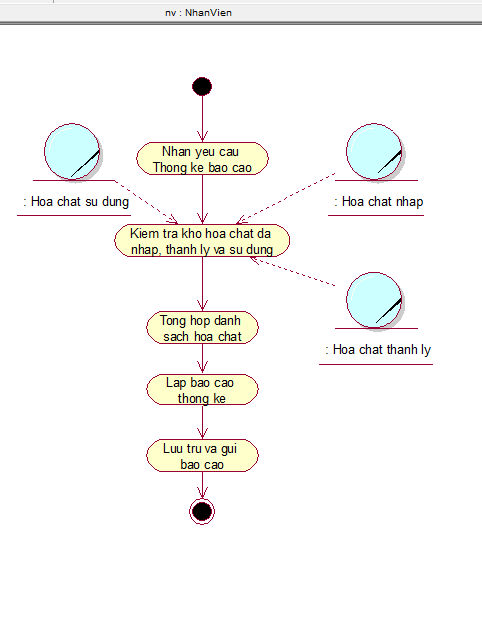 nv : NhanVien
Nhan yeu cau
Thong ke bao cao
: Hoa chat su dung
: Hoa chat nhap
Kiem tra kho hoa chat da
nhap, thanh ly va su dung
Tong hop danh
sach hoa chat
: Hoa chat thanh ly
Lap bao cao
thong ke
Luu tru va gui
bao cao